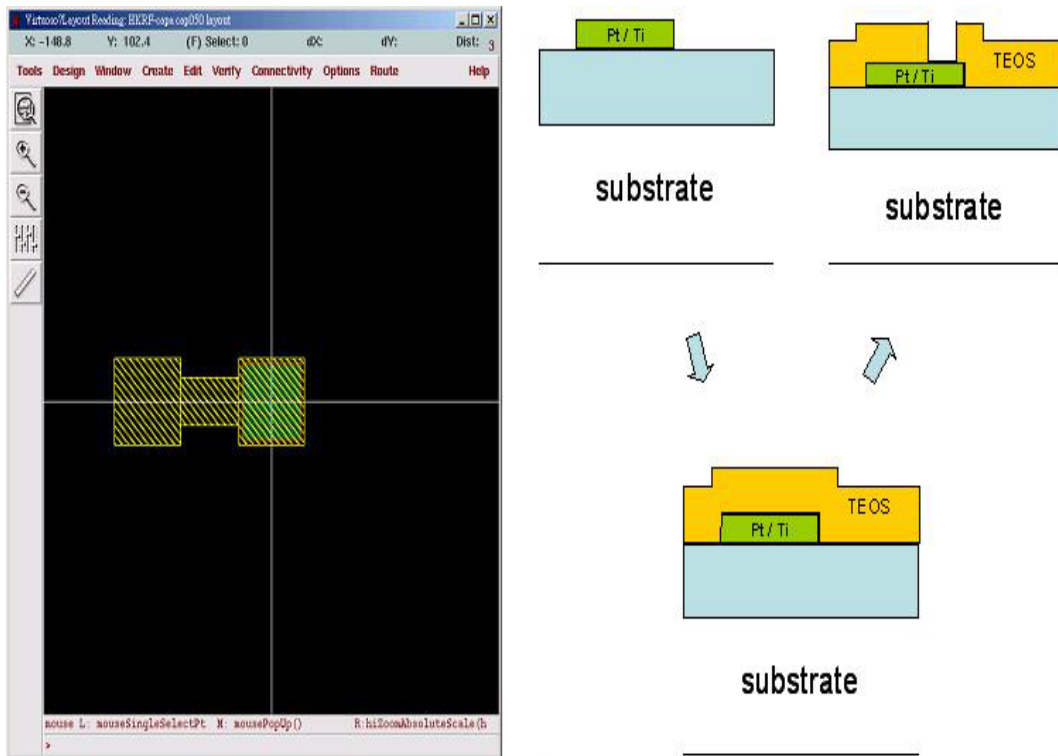 Virtuoso? Layout Reading: HKRF-capa cap050 layout
X: -148.8 Y: 102.4 (F) Select: 0 dX: dY: Dist: 3
Tools Design Window Create Edit Verify Connectivity Options Route Help
mouse L: mouseSingleSelectPt M: mousePopUp() R:hiZoomAbsoluteScale(h
>
Pt / Ti
substrate
TEOS
Pt / Ti
substrate
TEOS
Pt / Ti
substrate